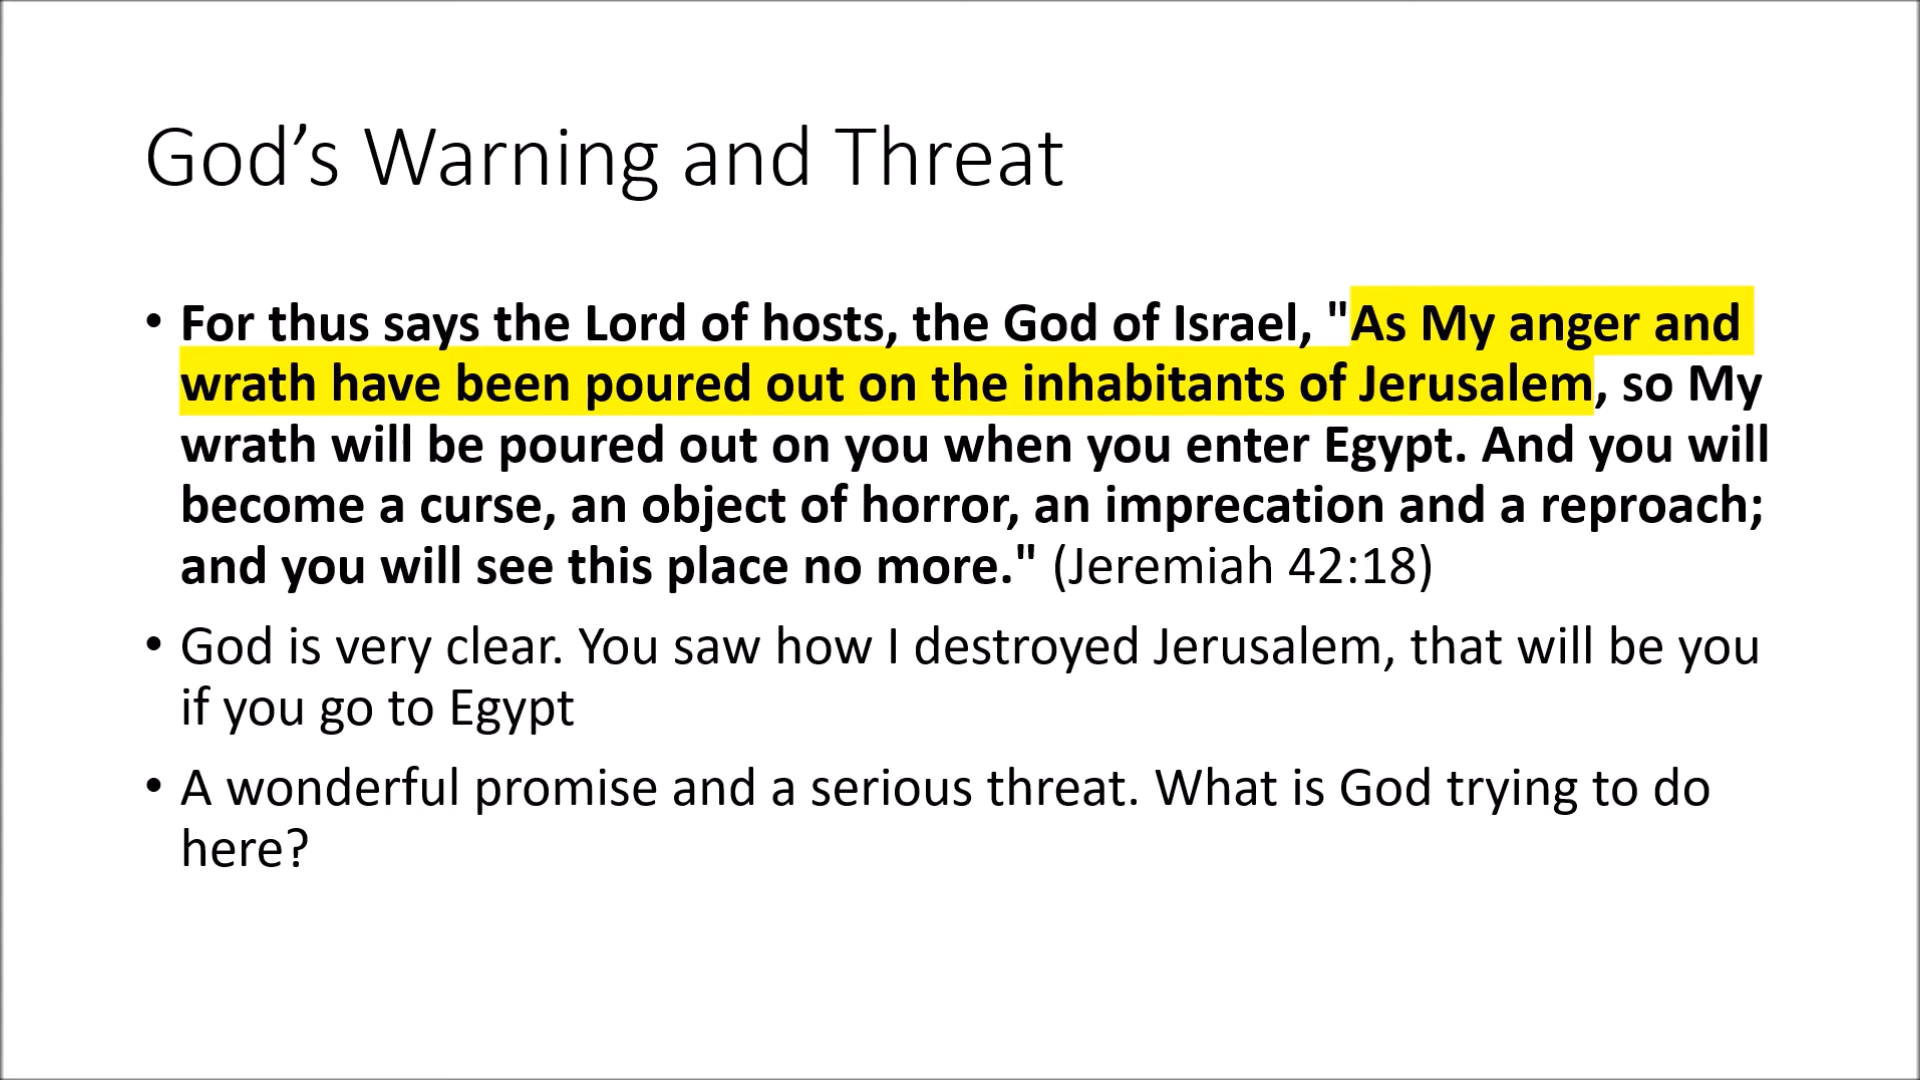 God’s Warning and Threat
• For thus says the Lord of hosts, the God of Israel, "As My anger and
wrath have been poured out on the inhabitants of Jerusalem, so My
wrath will be poured out on you when you enter Egypt. And you will
become a curse, an object of horror, an imprecation and a reproach;
and you will see this place no more." (Jeremiah 42:18)
• God is very clear. You saw how I destroyed Jerusalem, that will be you
if you go to Egypt
• A wonderful promise and a serious threat. What is God trying to do
here?